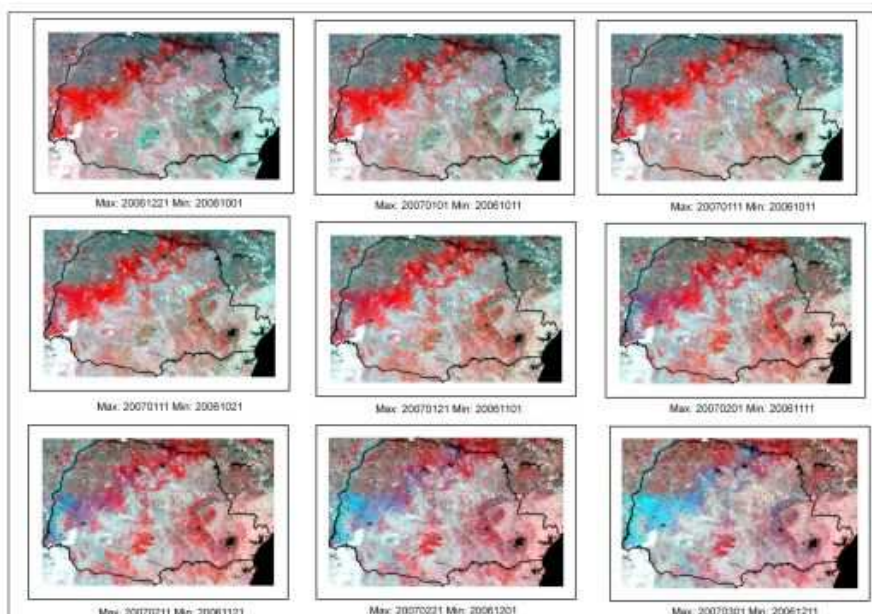 Max: 20061221 Min: 20061001
Max: 20070101 Min: 20061011
Max: 20070111 Min: 20061011
Max: 20070111 Min: 20061021
Max: 20070121 Min: 20061101
Max: 20070201 Min: 20061111
Max: 20070211 Min: 20061121
Max: 20070221 Min: 20061201
Max: 20070301 Min: 20061211